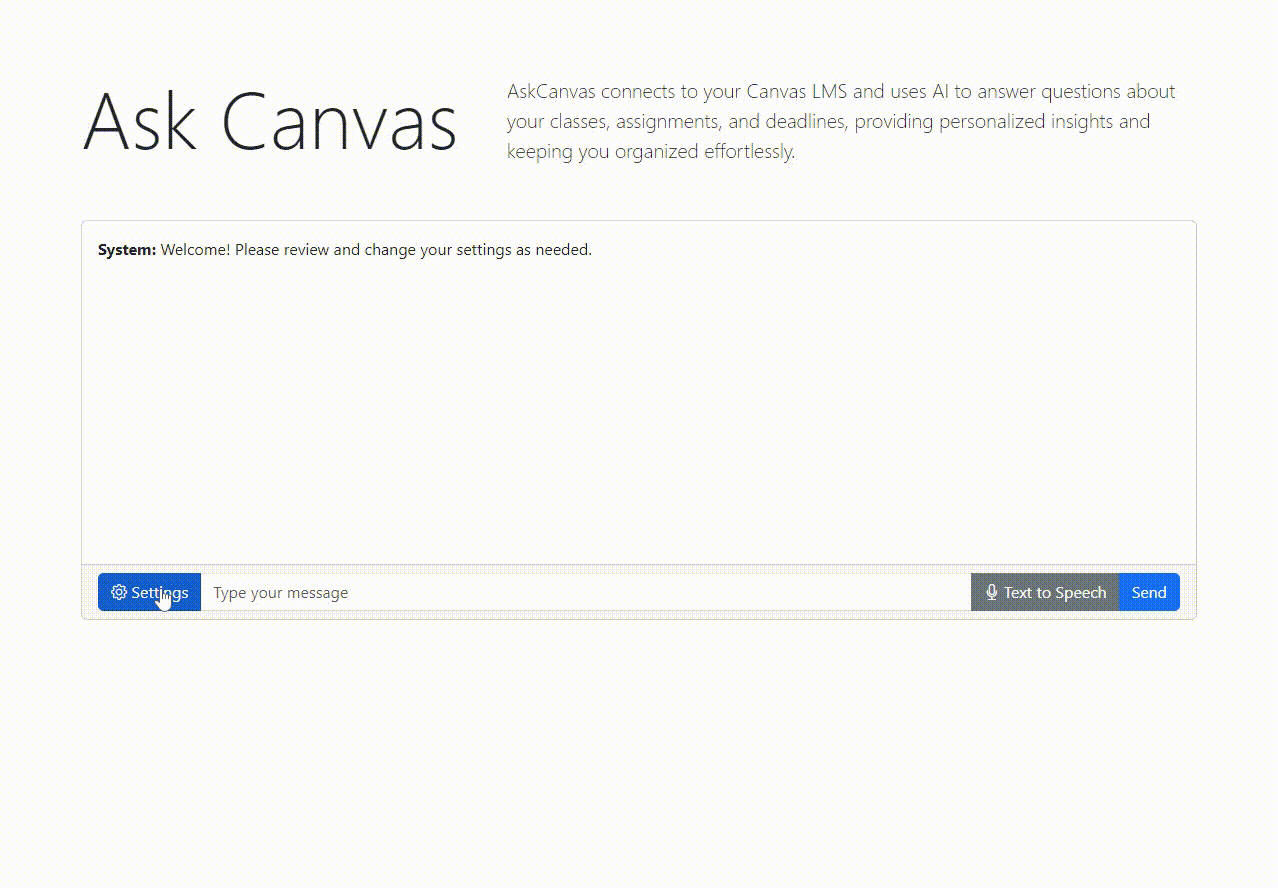 Ask Canvas
AskCanvas connects to your Canvas LMS and uses AI to answer questions about
your classes, assignments, and deadlines, providing personalized insights and
keeping you organized effortlessly.
System: Welcome! Please review and change your settings as needed.
Settings
Type your message
Text to Speech
Send